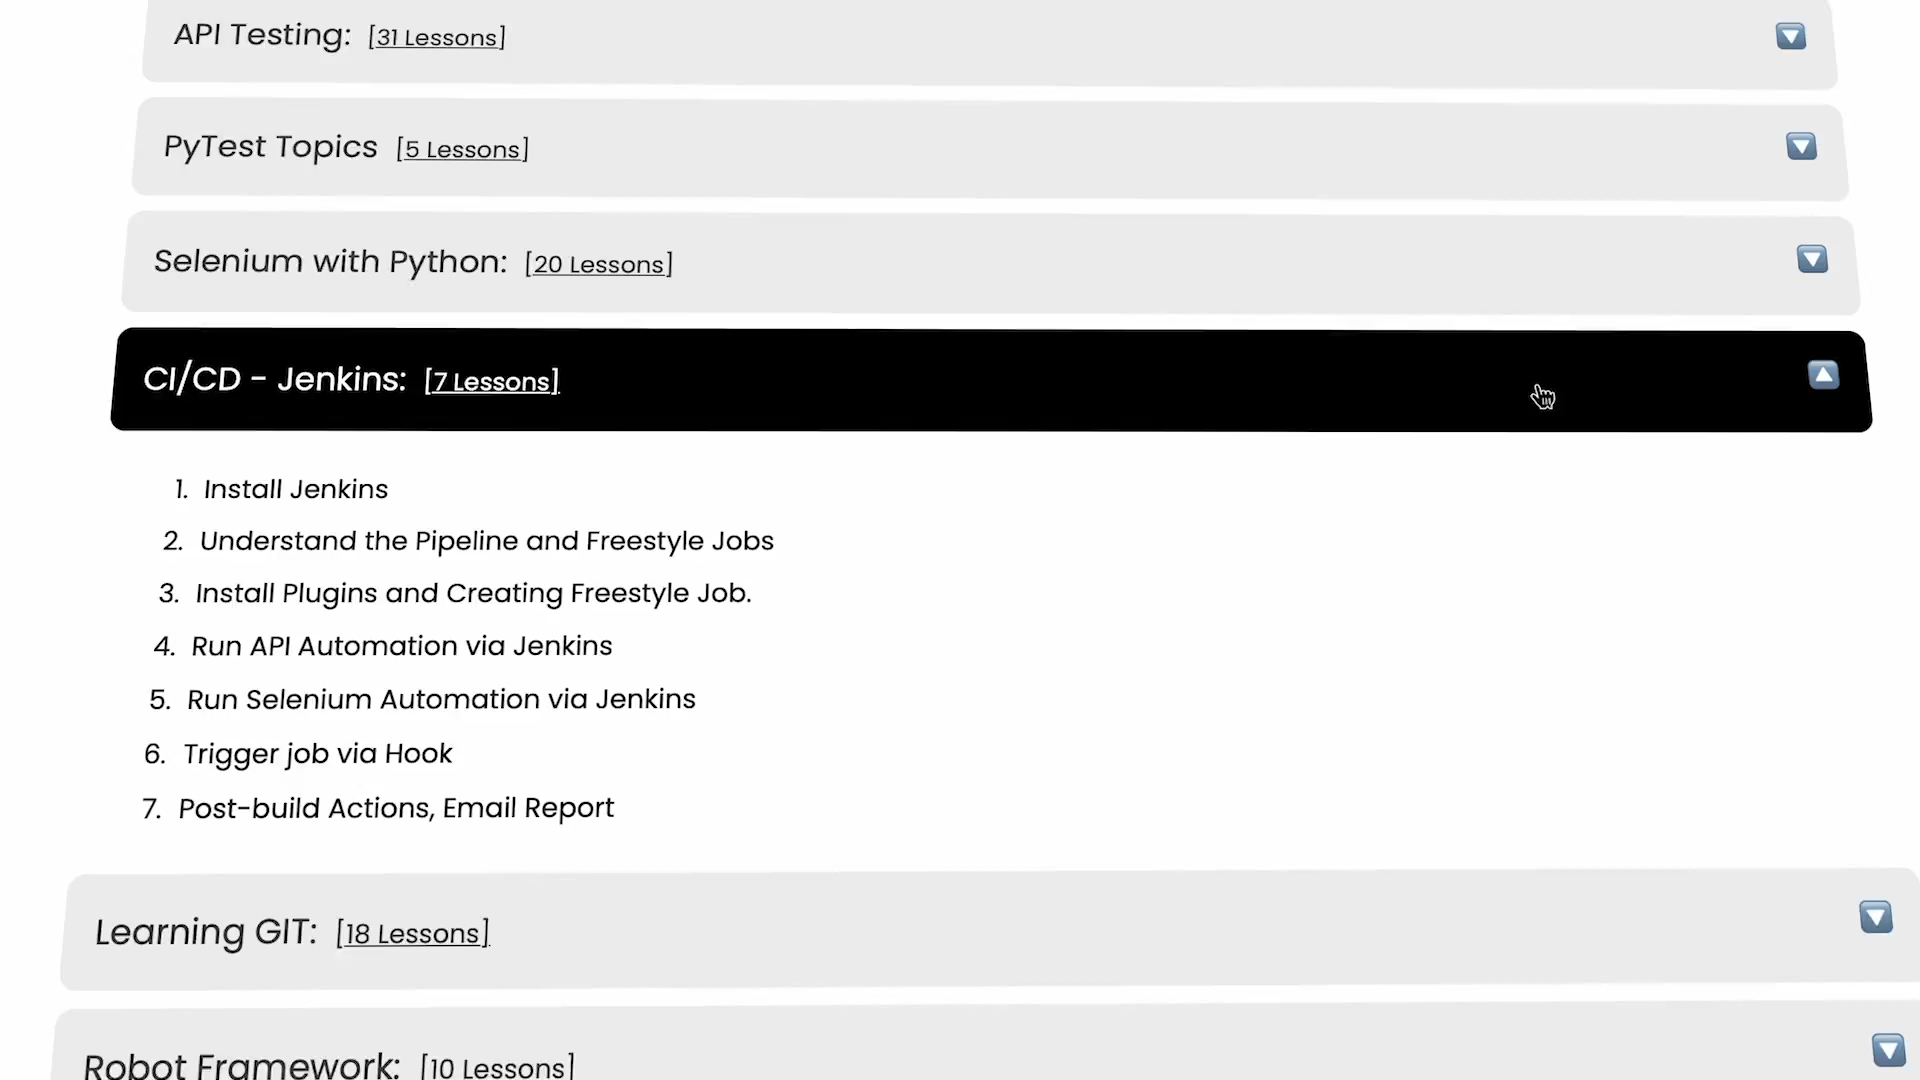 API Testing: [31 Lessons]
PyTest Topics [5 Lessons]
Selenium with Python: [20 Lessons]
CI/CD - Jenkins: [7 Lessons]
1. Install Jenkins
2. Understand the Pipeline and Freestyle Jobs
3. Install Plugins and Creating Freestyle Job.
4. Run API Automation via Jenkins
5. Run Selenium Automation via Jenkins
6. Trigger job via Hook
7. Post-build Actions, Email Report
Learning GIT: [18 Lessons]
Robot Framework: [10 Lessons]